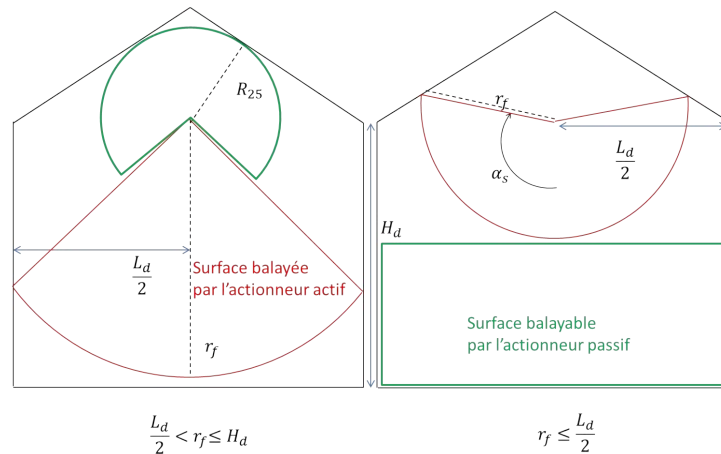 R₂₅
L_d
2
Surface balayée
par l'actionneur actif
r_f
L_d
— < r_f ≤ H_d
2
r_f
α_s
L_d
2
H_d
Surface balayable
par l'actionneur passif
r_f ≤ L_d
2